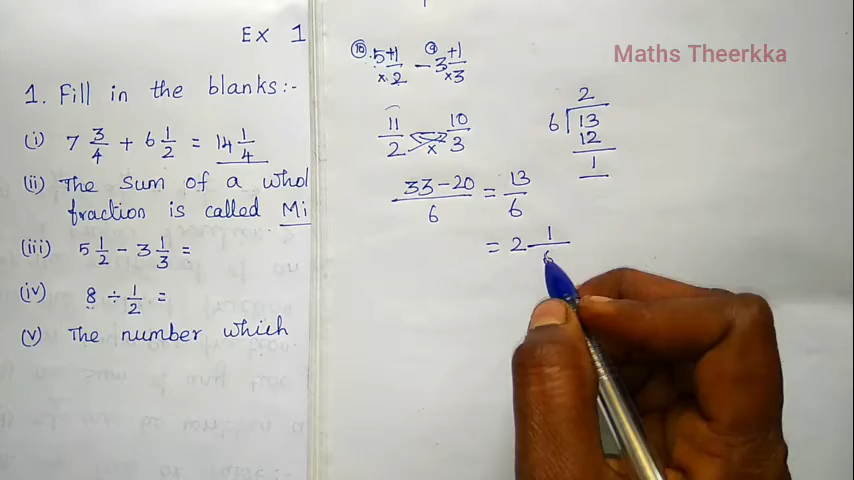 Ex 1
1. Fill in the blanks:-
(i) 7 3/4 + 6 1/2 = 14 1/4
(ii) The Sum of a whol
fraction is called Mi
(iii) 5 1/2 - 3 1/3 =
(iv) 8 ÷ 1/2 =
(v) The number which
Maths Theerkka
5 + 1/×2 - 3 + 1/×3
11/2 × 10/3
33-20/6 = 13/6
= 2 1/6
2
6 13
12
1